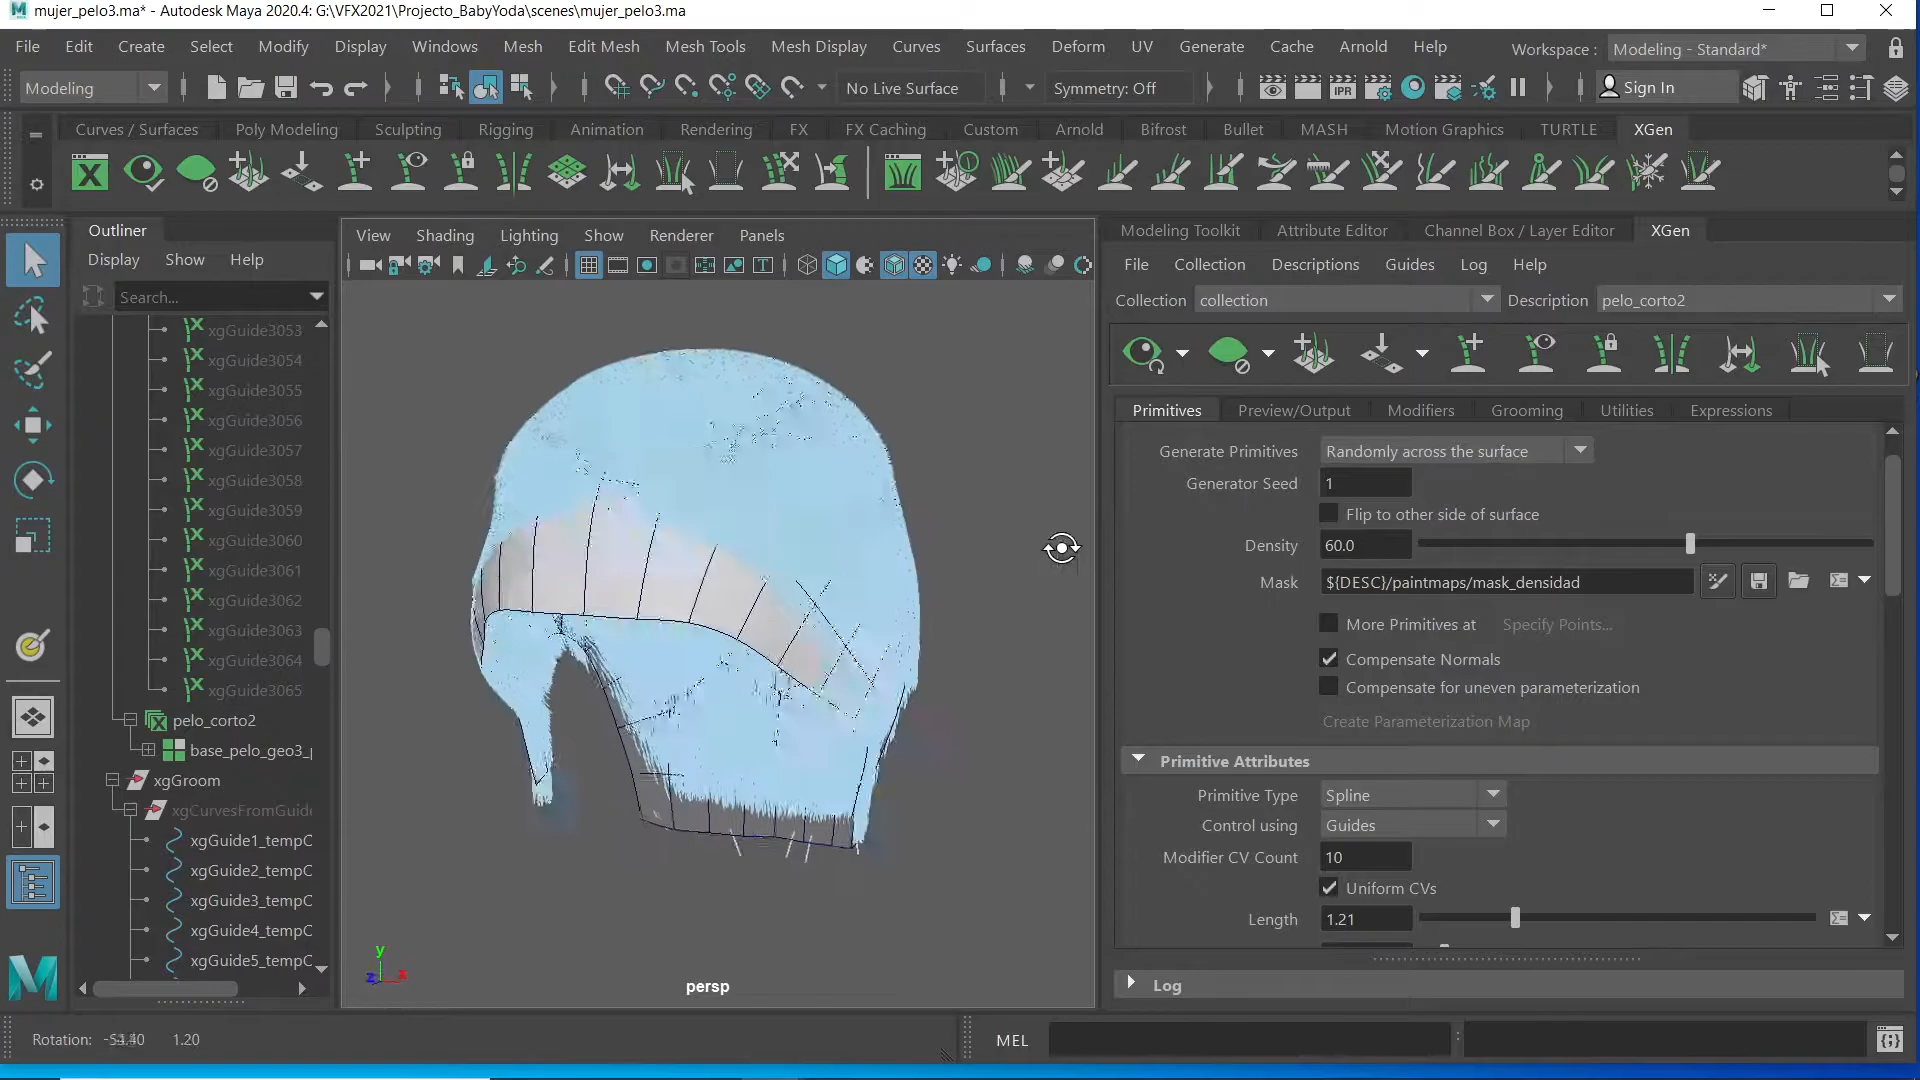 mujer_pelo3.ma* - Autodesk Maya 2020.4: G:\VFX2021\Projecto_BabyYoda\scenes\mujer_pelo3.ma
File Edit Create Select Modify Display Windows Mesh Edit Mesh Mesh Tools Mesh Display Curves Surfaces Deform UV Generate Cache Arnold Help Workspace : Modeling - Standard*
Modeling No Live Surface Symmetry: Off Sign In
Curves / Surfaces Poly Modeling Sculpting Rigging Animation Rendering FX FX Caching Custom Arnold Bifrost Bullet MASH Motion Graphics TURTLE XGen
IPR
Outliner
Display Show Help
Search...
xgGuide3053
xgGuide3054
xgGuide3055
xgGuide3056
xgGuide3057
xgGuide3058
xgGuide3059
xgGuide3060
xgGuide3061
xgGuide3062
xgGuide3063
xgGuide3064
xgGuide3065
pelo_corto2
base_pelo_geo3_
xgGroom
xgCurvesFromGuide
xgGuide1_tempC
xgGuide2_tempC
xgGuide3_tempC
xgGuide4_tempC
xgGuide5_tempC
View Shading Lighting Show Renderer Panels
y
z x
persp
Modeling Toolkit Attribute Editor Channel Box / Layer Editor XGen
File Collection Descriptions Guides Log Help
Collection collection Description pelo_corto2
Primitives Preview/Output Modifiers Grooming Utilities Expressions
Generate Primitives Randomly across the surface
Generator Seed 1
Flip to other side of surface
Density 60.0
Mask ${DESC}/paintmaps/mask_densidad
More Primitives at Specify Points...
Compensate Normals
Compensate for uneven parameterization
Create Parameterization Map
Primitive Attributes
Primitive Type Spline
Control using Guides
Modifier CV Count 10
Uniform CVs
Length 1.21
Log
Rotation: 1.20
MEL